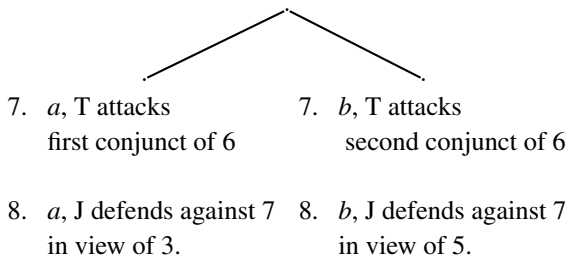 7. a, T attacks
first conjunct of 6
7. b, T attacks
second conjunct of 6
8. a, J defends against 7
in view of 3.
8. b, J defends against 7
in view of 5.